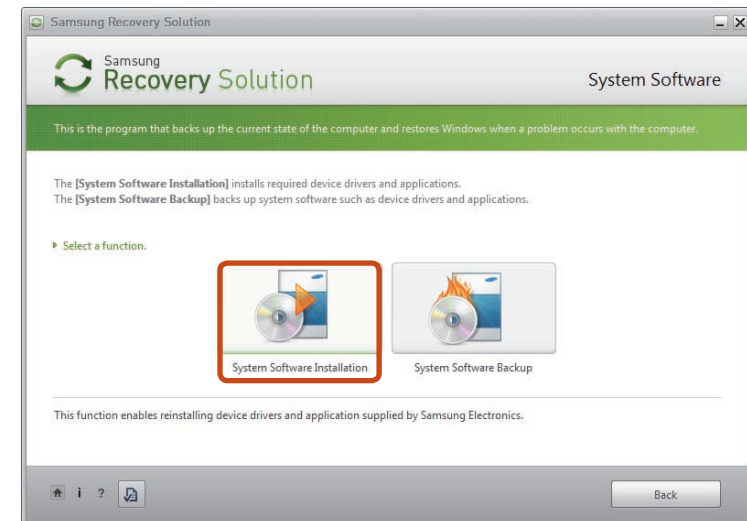 Samsung Recovery Solution
Samsung
Recovery Solution
System Software
This is the program that backs up the current state of the computer and restores Windows when a problem occurs with the computer.
The [System Software Installation] installs required device drivers and applications.
The [System Software Backup] backs up system software such as device drivers and applications.
Select a function.
System Software Installation
System Software Backup
This function enables reinstalling device drivers and application supplied by Samsung Electronics.
i ?
Back